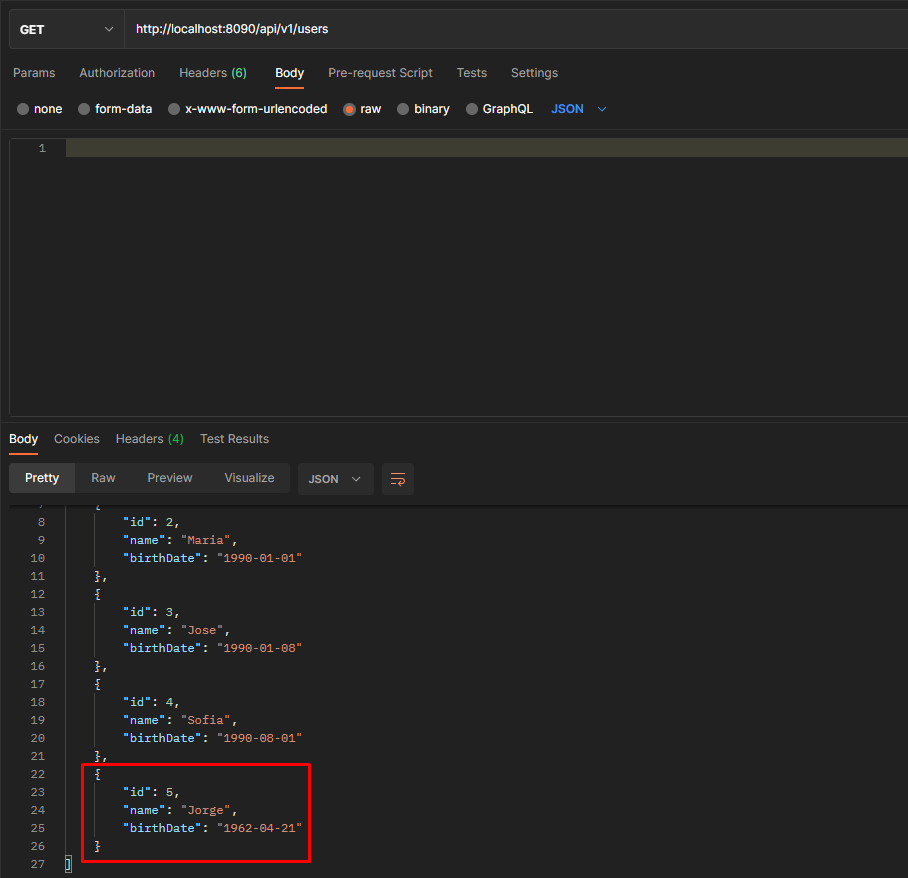 GET http://localhost:8090/api/v1/users
Params Authorization Headers (6) Body Pre-request Script Tests Settings
none form-data x-www-form-urlencoded raw binary GraphQL JSON
1
Body Cookies Headers (4) Test Results
Pretty Raw Preview Visualize JSON
7 {
8 "id": 2,
9 "name": "Maria",
10 "birthDate": "1990-01-01"
11 },
12 {
13 "id": 3,
14 "name": "Jose",
15 "birthDate": "1990-01-08"
16 },
17 {
18 "id": 4,
19 "name": "Sofia",
20 "birthDate": "1990-08-01"
21 },
22 {
23 "id": 5,
24 "name": "Jorge",
25 "birthDate": "1962-04-21"
26 }
27 ]